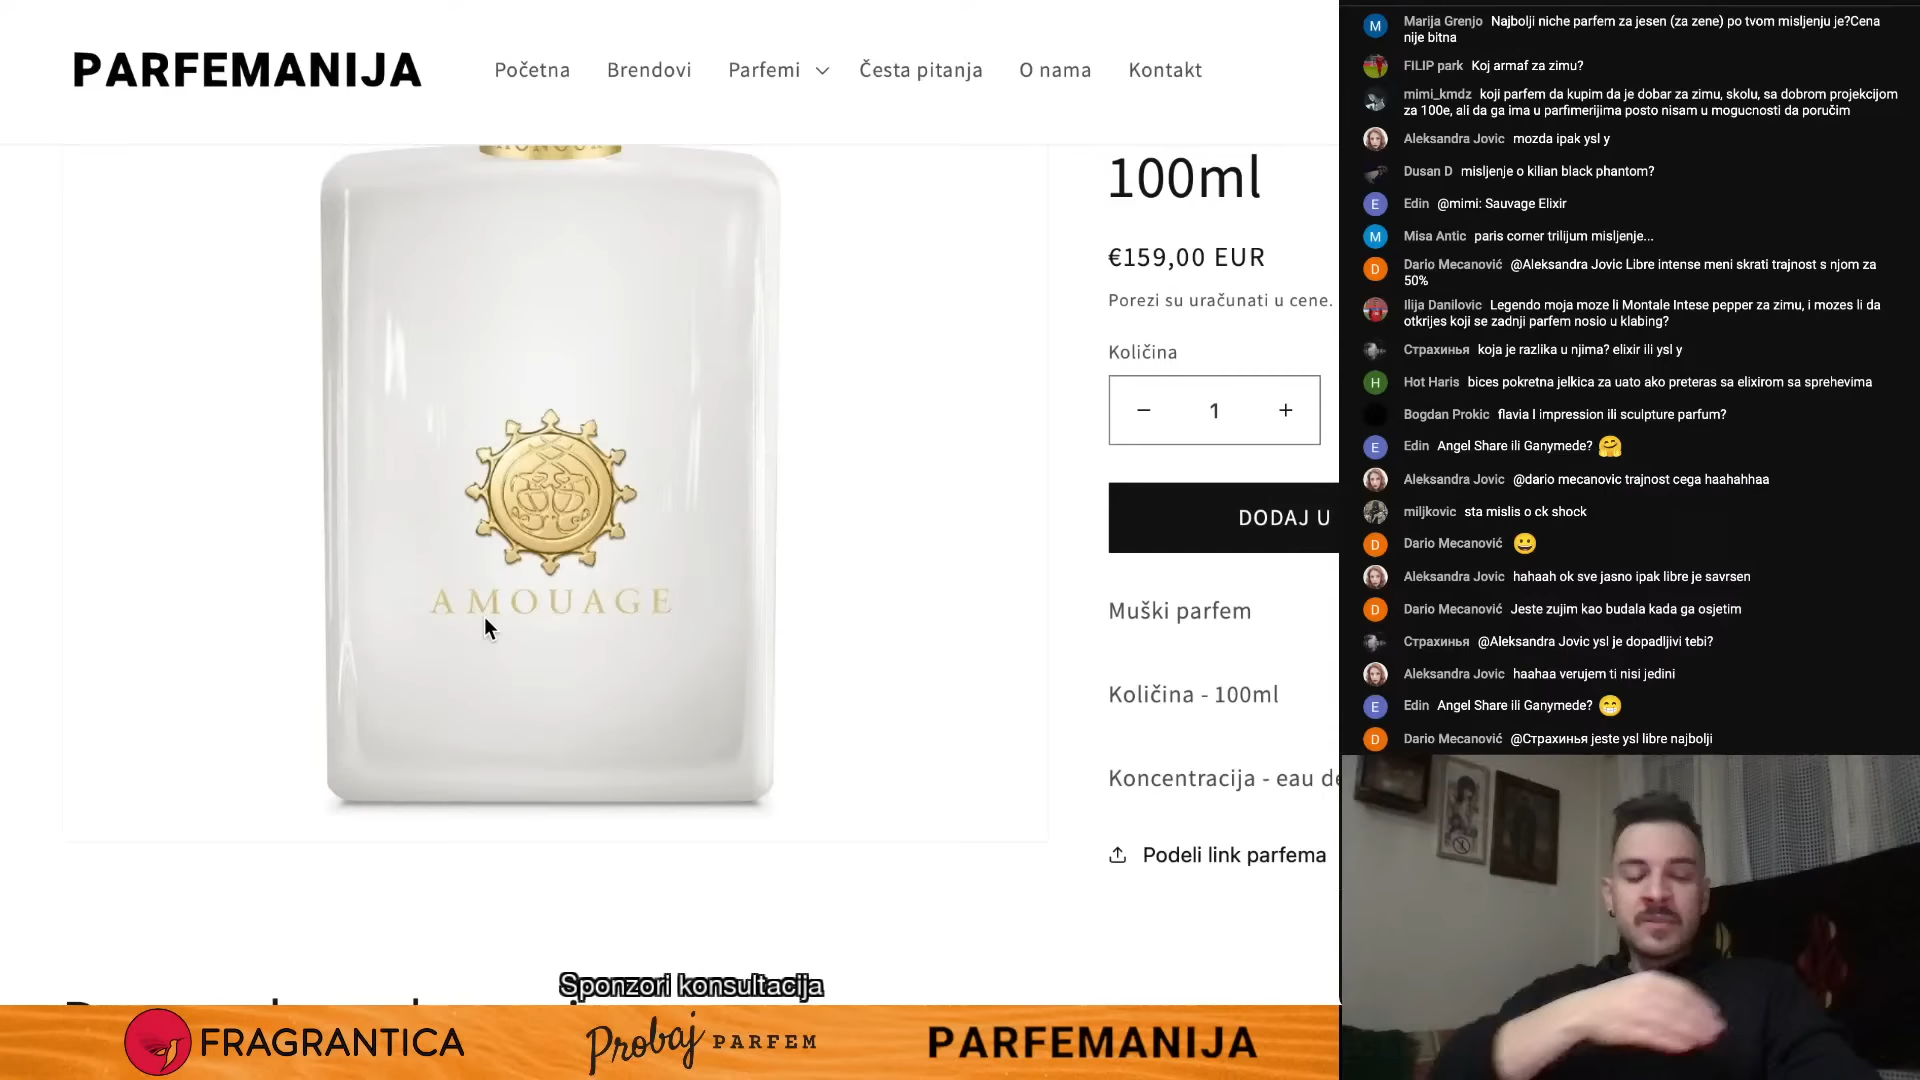 PARFEMANIJA
Početna
Brendovi
Parfemi
Česta pitanja
O nama
Kontakt
HONOUR
AMOUAGE
100ml
€159,00 EUR
Porezi su uračunati u cene.
Količina
− 1 +
DODAJ U
Muški parfem
Količina - 100ml
Koncentracija - eau de
Podeli link parfema
Sponzori konsultacija
FRAGRANTICA
Probaj PARFEM
PARFEMANIJA
M
Marija Grenjo Najbolji niche parfem za jesen (za zene) po tvom misljenju je?Cena
nije bitna
FILIP park Koj armaf za zimu?
mimi_kmdz koji parfem da kupim da je dobar za zimu, skolu, sa dobrom projekcijom
za 100e, ali da ga ima u parfimerijima posto nisam u mogucnosti da poručim
Aleksandra Jovic mozda ipak ysl y
Dusan D misljenje o kilian black phantom?
E
Edin @mimi: Sauvage Elixir
M
Misa Antic paris corner trilijum misljenje...
D
Dario Mecanović @Aleksandra Jovic Libre intense meni skrati trajnost s njom za
50%
Ilija Danilovic Legendo moja moze li Montale Intese pepper za zimu, i mozes li da
otkrijes koji se zadnji parfem nosio u klabing?
Страхинья koja je razlika u njima? elixir ili ysl y
H
Hot Haris bices pokretna jelkica za uato ako preteras sa elixirom sa sprehevima
Bogdan Prokic flavia l impression ili sculpture parfum?
E
Edin Angel Share ili Ganymede? 🤗
Aleksandra Jovic @dario mecanovic trajnost cega haahahhaa
miljkovic sta mislis o ck shock
D
Dario Mecanović 😀
Aleksandra Jovic hahaah ok sve jasno ipak libre je savrsen
D
Dario Mecanović Jeste zujim kao budala kada ga osjetim
Страхинья @Aleksandra Jovic ysl je dopadljivi tebi?
Aleksandra Jovic haahaa verujem ti nisi jedini
E
Edin Angel Share ili Ganymede? 😁
D
Dario Mecanović @Страхинья jeste ysl libre najbolji